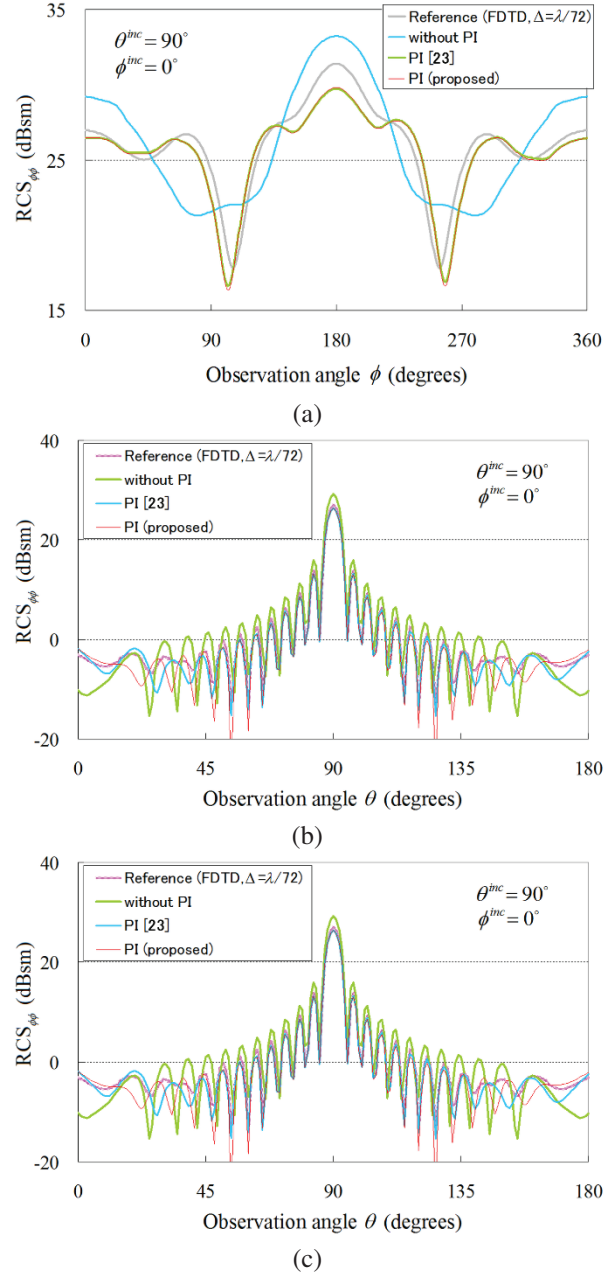 35
25
15
RCSϕϕ (dBsm)
θinc = 90°
ϕinc = 0°
Reference (FDTD, Δ=λ/72)
without PI
PI [23]
PI (proposed)
0 90 180 270 360
Observation angle ϕ (degrees)
(a)
40
20
0
-20
RCSϕϕ (dBsm)
Reference (FDTD, Δ=λ/72)
without PI
PI [23]
PI (proposed)
θinc = 90°
ϕinc = 0°
0 45 90 135 180
Observation angle θ (degrees)
(b)
40
20
0
-20
RCSϕϕ (dBsm)
Reference (FDTD, Δ=λ/72)
without PI
PI [23]
PI (proposed)
θinc = 90°
ϕinc = 0°
0 45 90 135 180
Observation angle θ (degrees)
(c)